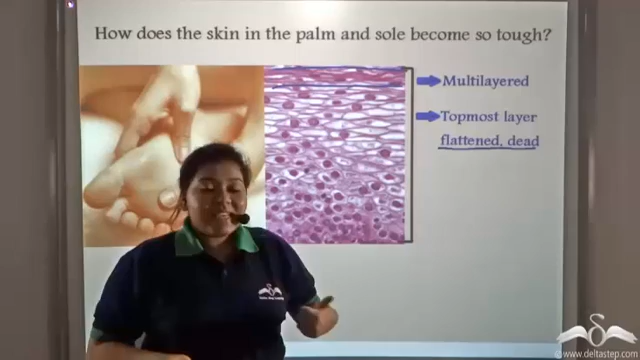 How does the skin in the palm and sole become so tough?
Multilayered
Topmost layer
flattened, dead
www.deltastep.com